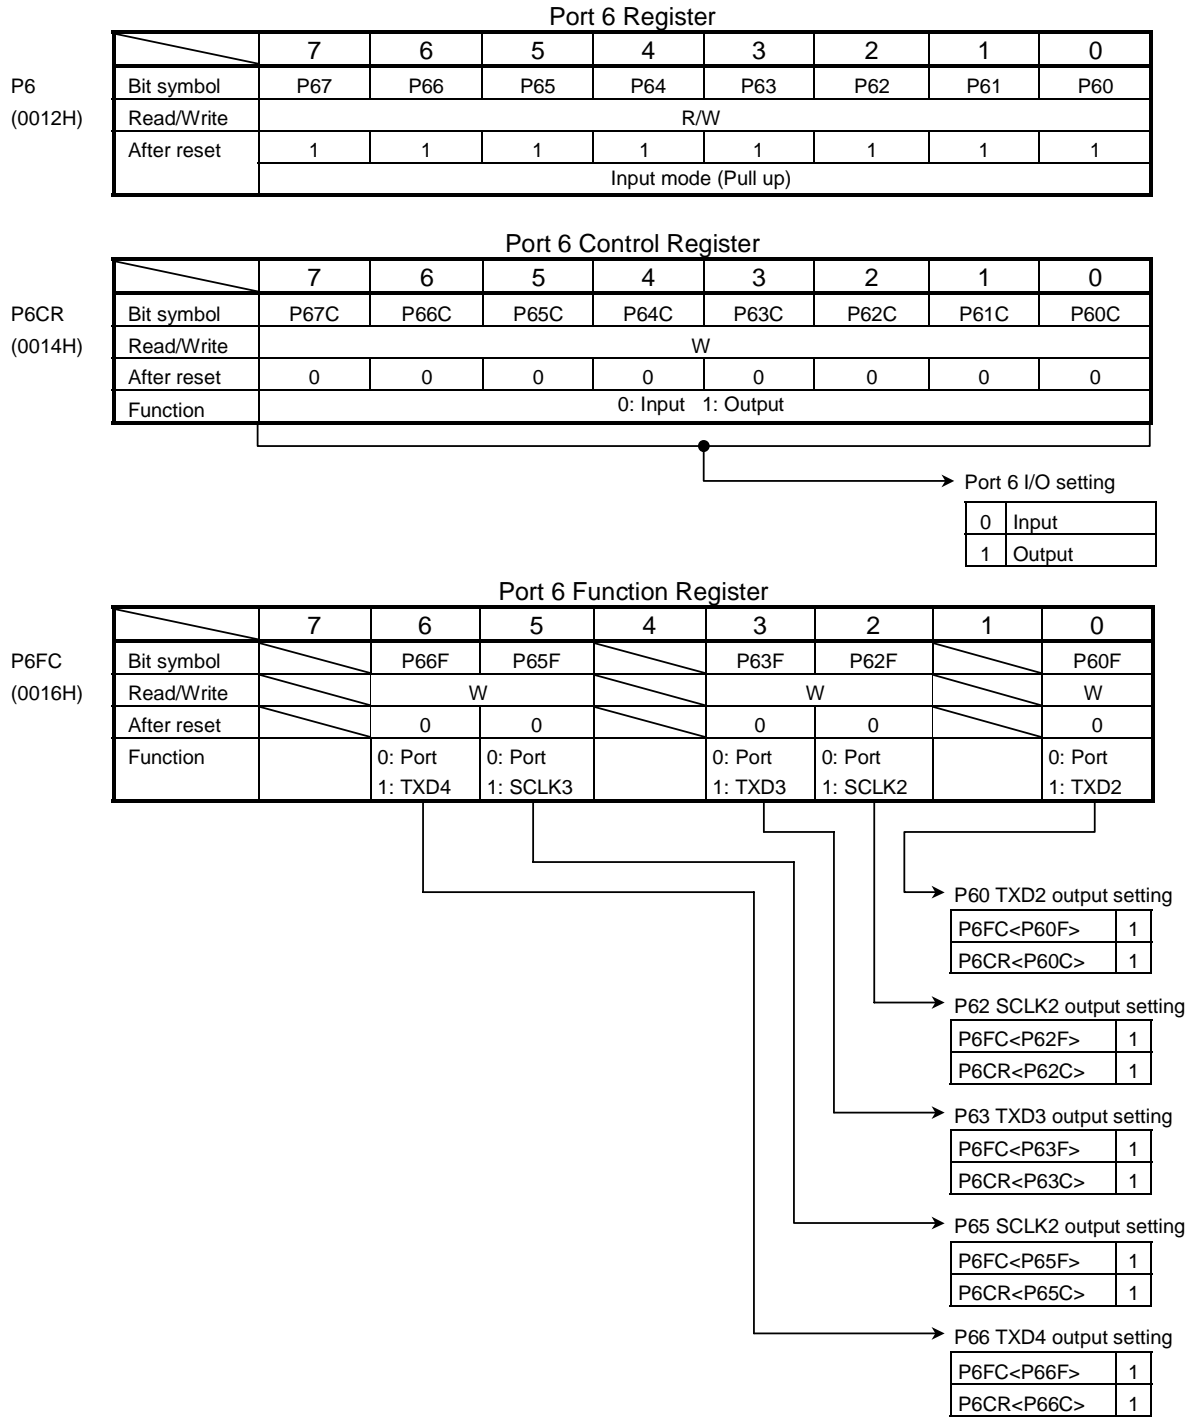 Port 6 Register
7 6 5 4 3 2 1 0
P6 Bit symbol P67 P66 P65 P64 P63 P62 P61 P60
(0012H) Read/Write R/W
After reset 1 1 1 1 1 1 1 1
Input mode (Pull up)
Port 6 Control Register
7 6 5 4 3 2 1 0
P6CR Bit symbol P67C P66C P65C P64C P63C P62C P61C P60C
(0014H) Read/Write W
After reset 0 0 0 0 0 0 0 0
Function 0: Input 1: Output
Port 6 I/O setting
0 Input
1 Output
Port 6 Function Register
7 6 5 4 3 2 1 0
P6FC Bit symbol P66F P65F P63F P62F P60F
(0016H) Read/Write W W W
After reset 0 0 0 0 0
Function 0: Port 0: Port 0: Port 0: Port 0: Port
1: TXD4 1: SCLK3 1: TXD3 1: SCLK2 1: TXD2
P60 TXD2 output setting
P6FC<P60F> 1
P6CR<P60C> 1
P62 SCLK2 output setting
P6FC<P62F> 1
P6CR<P62C> 1
P63 TXD3 output setting
P6FC<P63F> 1
P6CR<P63C> 1
P65 SCLK2 output setting
P6FC<P65F> 1
P6CR<P65C> 1
P66 TXD4 output setting
P6FC<P66F> 1
P6CR<P66C> 1